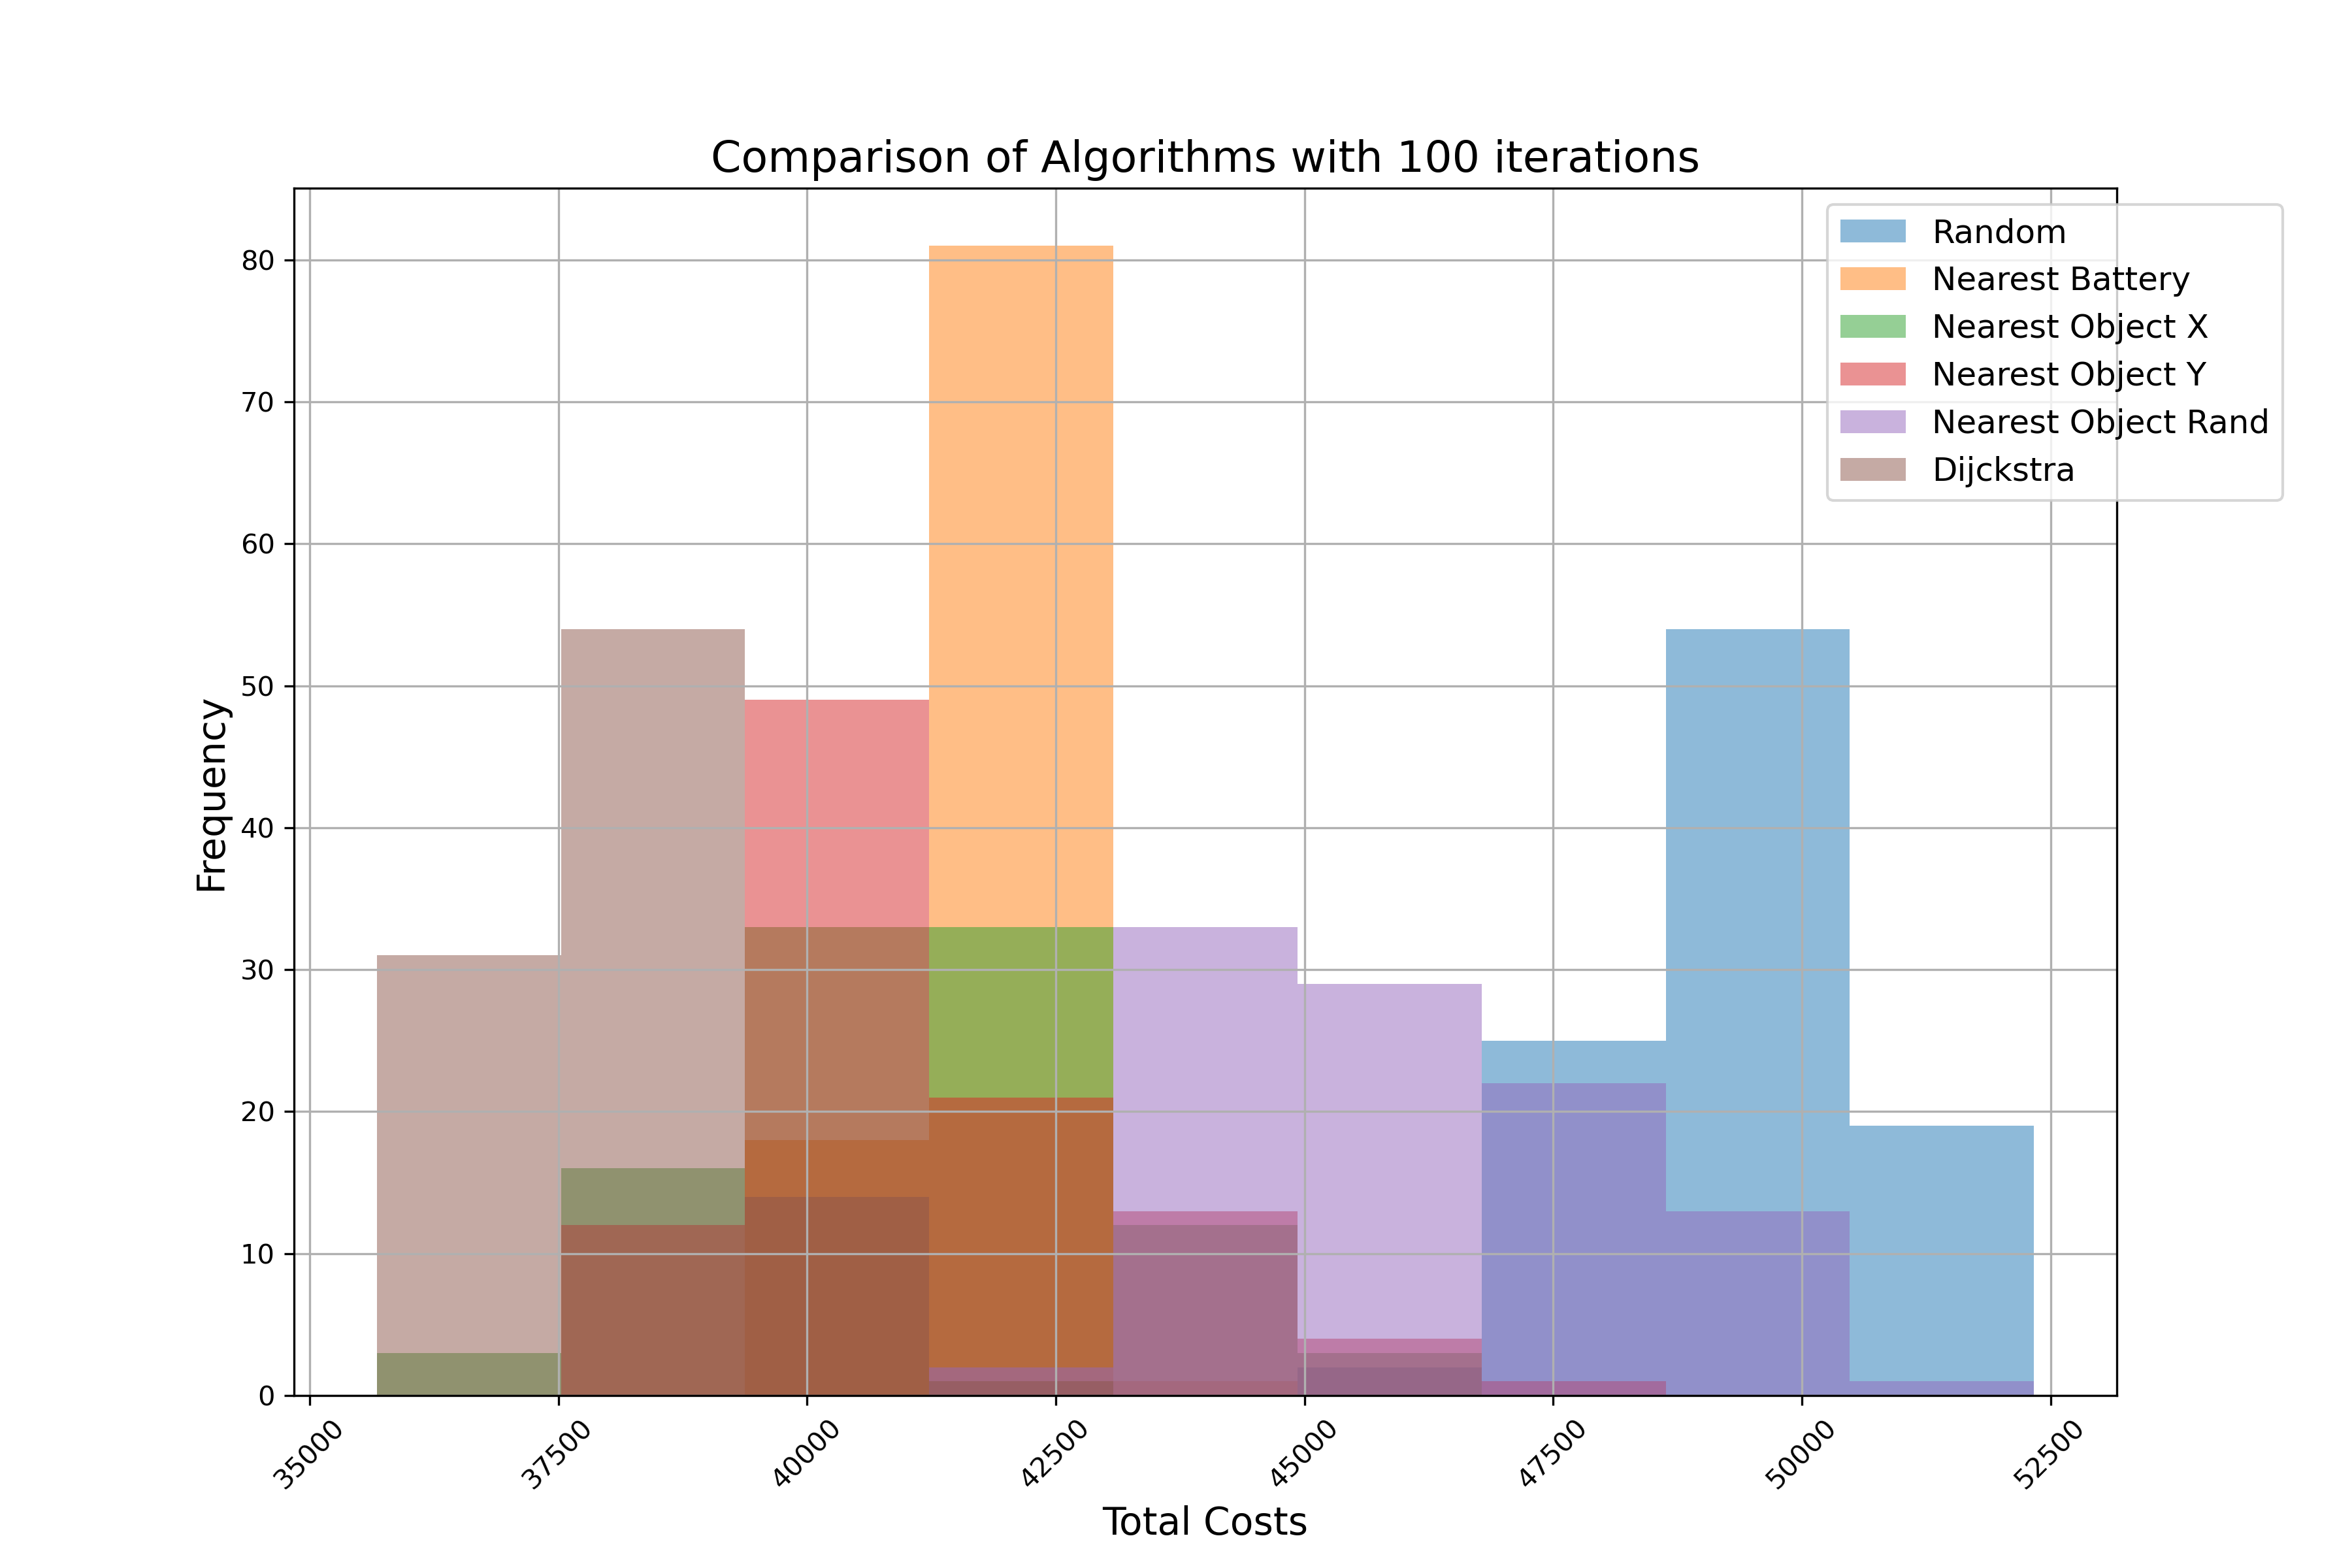 Comparison of Algorithms with 100 iterations
Random
Nearest Battery
Nearest Object X
Nearest Object Y
Nearest Object Rand
Dijckstra
Frequency
80
70
60
50
40
30
20
10
0
35000
37500
40000
42500
45000
47500
50000
52500
Total Costs